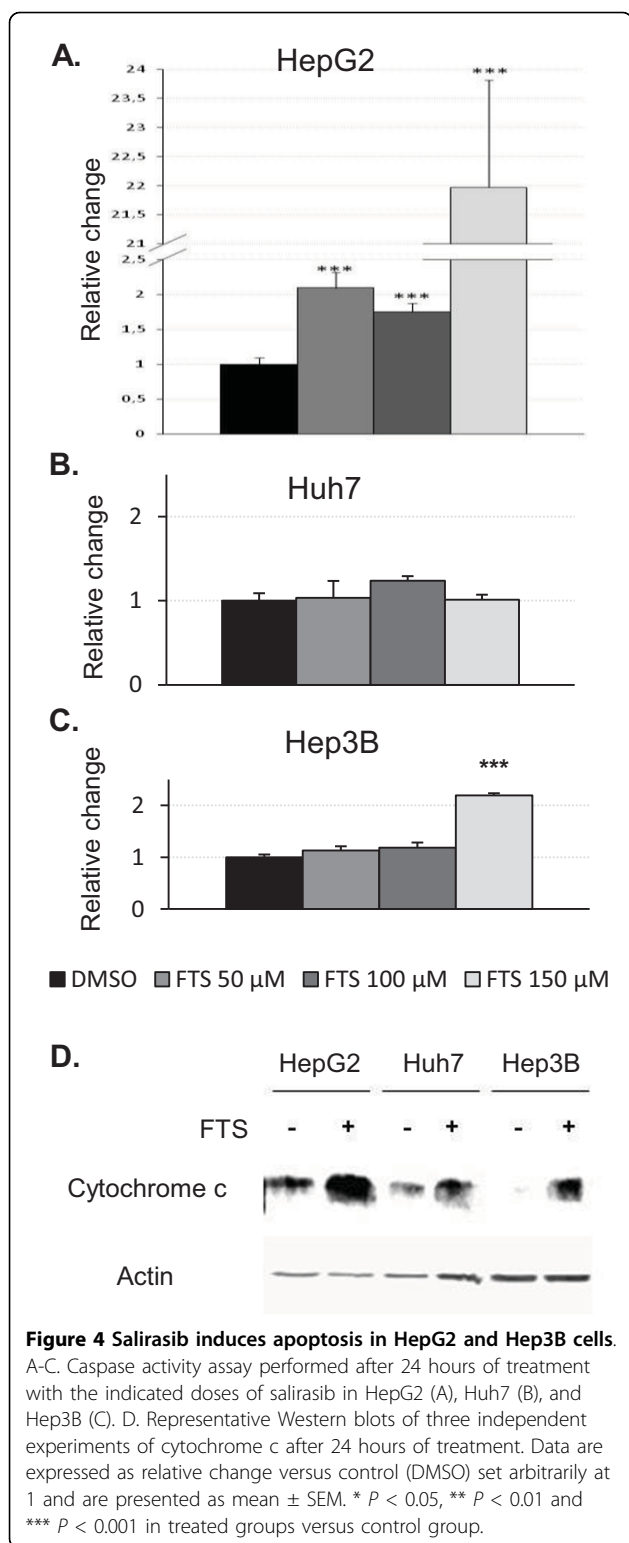 A.
HepG2
Relative change
24
23,5
23
22,5
22
21,5
21
2,5
2
1,5
1
0,5
0
***
***
***
B.
Huh7
Relative change
2
1
0
C.
Hep3B
Relative change
2
1
0
***
DMSO FTS 50 µM FTS 100 µM FTS 150 µM
D.
HepG2 Huh7 Hep3B
FTS - + - + - +
Cytochrome c
Actin
Figure 4 Salirasib induces apoptosis in HepG2 and Hep3B cells.
A-C. Caspase activity assay performed after 24 hours of treatment
with the indicated doses of salirasib in HepG2 (A), Huh7 (B), and
Hep3B (C). D. Representative Western blots of three independent
experiments of cytochrome c after 24 hours of treatment. Data are
expressed as relative change versus control (DMSO) set arbitrarily at
1 and are presented as mean ± SEM. * P < 0.05, ** P < 0.01 and
*** P < 0.001 in treated groups versus control group.